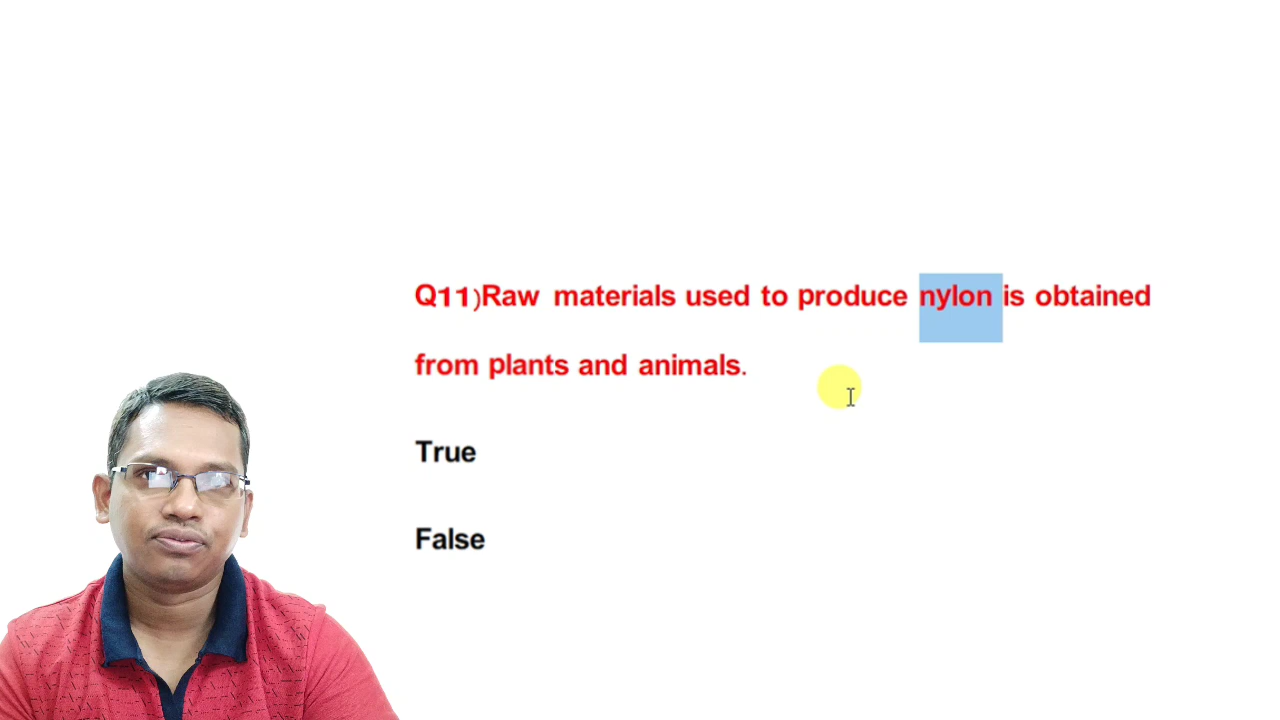 Q11)Raw materials used to produce nylon is obtained
from plants and animals.
True
False